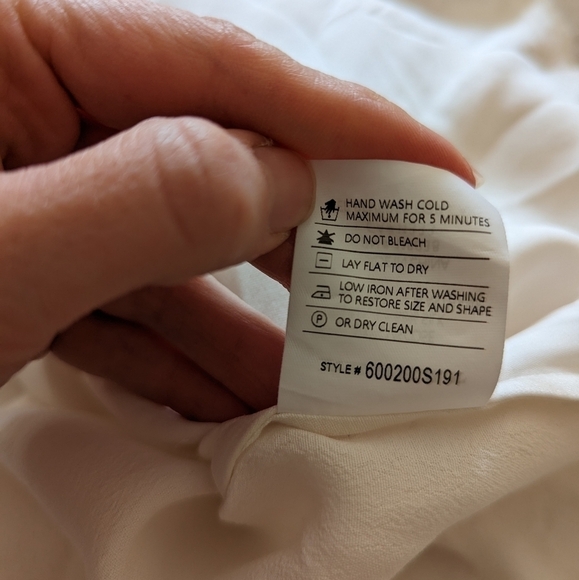 HAND WASH COLD
MAXIMUM FOR 5 MINUTES
DO NOT BLEACH
LAY FLAT TO DRY
LOW IRON AFTER WASHING
TO RESTORE SIZE AND SHAPE
P OR DRY CLEAN
STYLE # 600200S191